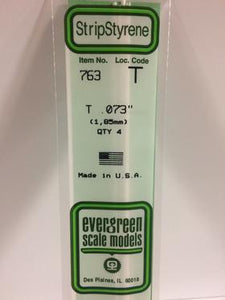 StripStyrene
Item No. Loc. Code
763 T
T .073"
(1,85mm)
QTY 4
Made in U.S.A.
evergreen
scale models
Des Plaines, IL 60018